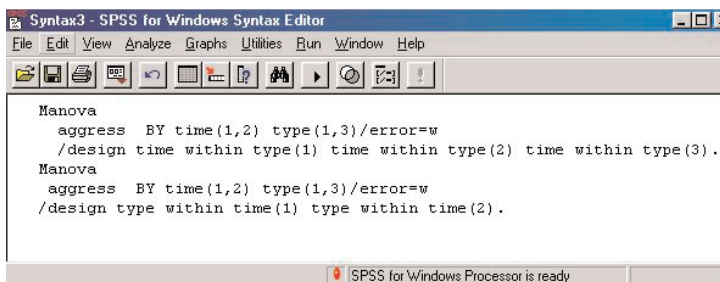 Syntax3 - SPSS for Windows Syntax Editor
File Edit View Analyze Graphs Utilities Run Window Help
Manova
aggress BY time(1,2) type(1,3)/error=w
/design time within type(1) time within type(2) time within type(3).
Manova
aggress BY time(1,2) type(1,3)/error=w
/design type within time(1) type within time(2).
SPSS for Windows Processor is ready